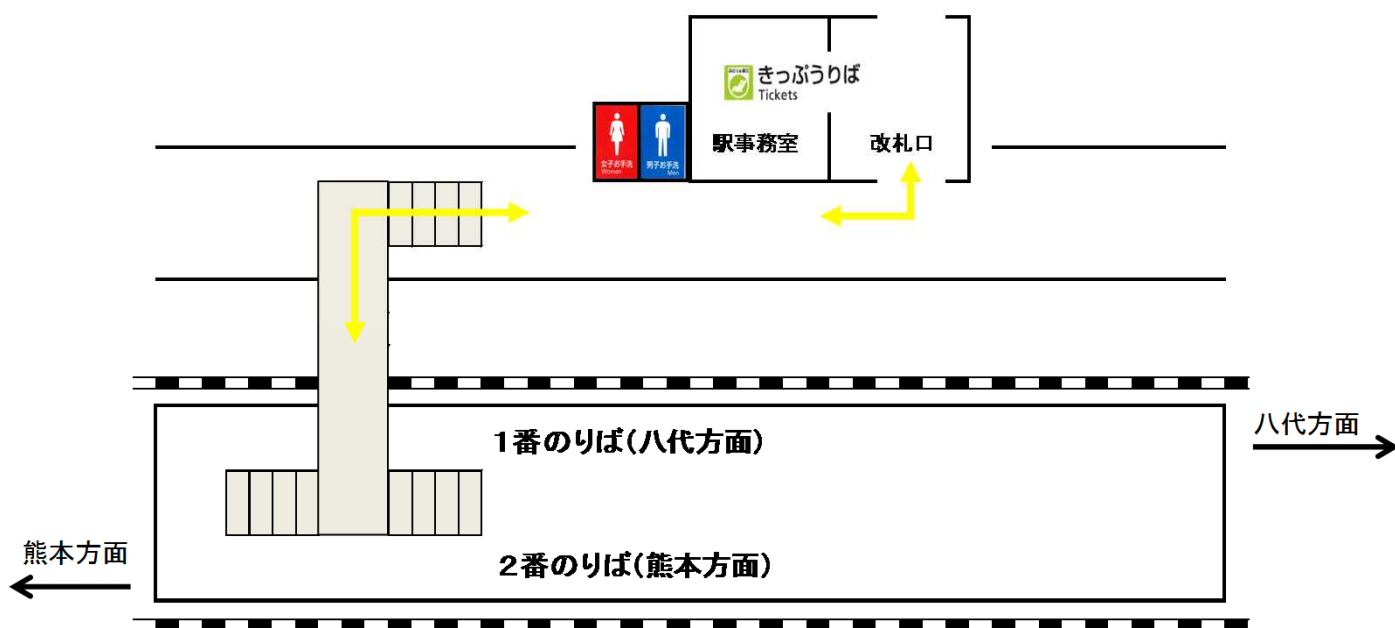 きっぷうりば
Tickets
女子お手洗
Women
男子お手洗
Men
駅事務室
改札口
1番のりば(八代方面)
八代方面
熊本方面
2番のりば(熊本方面)